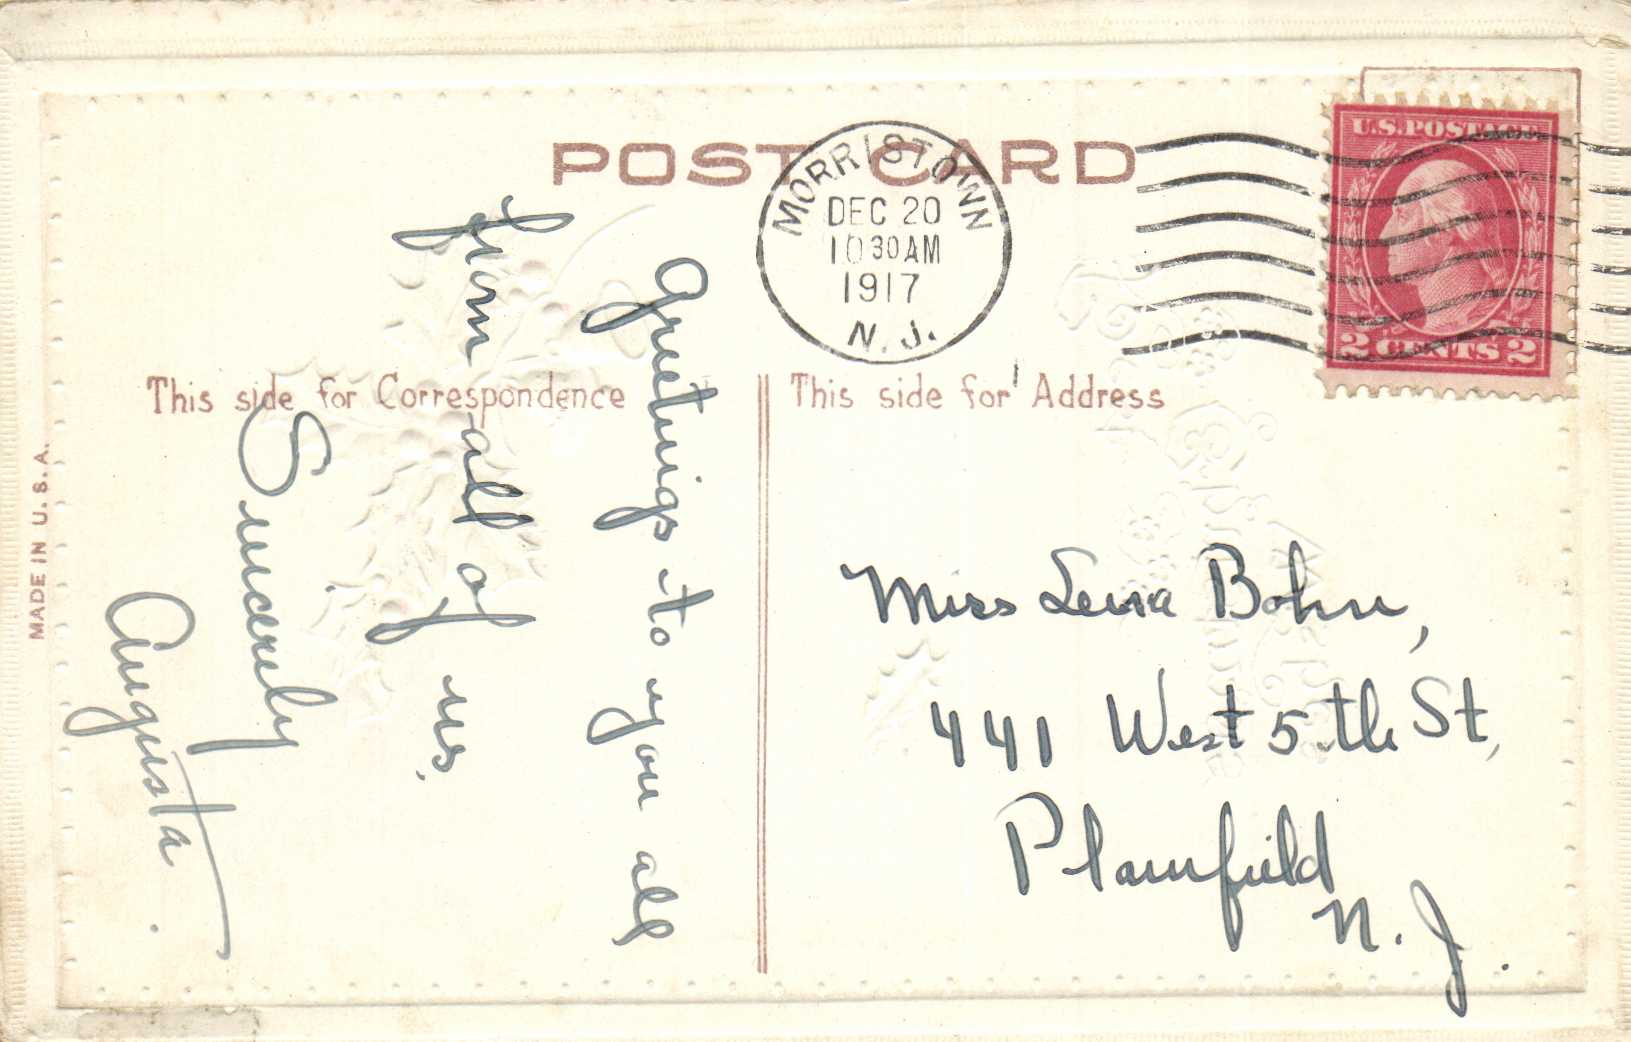 POST CARD
MORRISTOWN
DEC 20
10 30 AM
1917
N. J.
U.S. POSTAGE
2 CENTS 2
This side for Correspondence
This side for Address
Greetings to you all
from all of us.
Sincerely
Augusta.
Miss Lena Bohn,
441 West 5th St,
Plainfield
N. J.
MADE IN U.S.A.